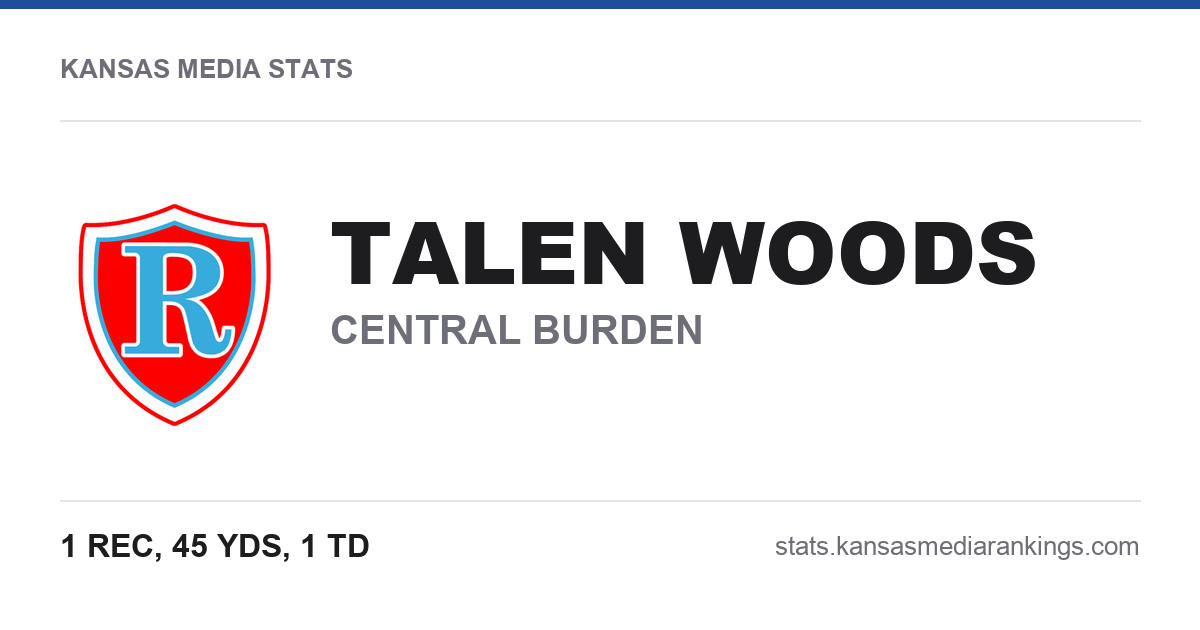 KANSAS MEDIA STATS
R
TALEN WOODS
CENTRAL BURDEN
1 REC, 45 YDS, 1 TD
stats.kansasmediarankings.com